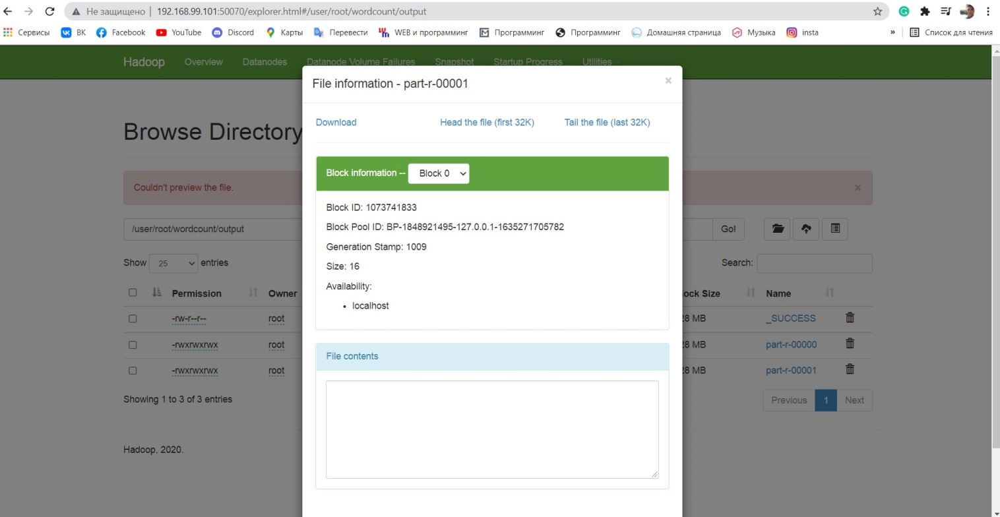 Не защищено | 192.168.99.101:50070/explorer.html#/user/root/wordcount/output
Сервисы ВК Facebook YouTube Discord Карты Перевести WEB и программинг Программинг Программинг Домашняя страница Музыка insta » Список для чтения
Hadoop Overview Datanodes Datanode Volume Failures Snapshot Startup Progress Utilities
File information - part-r-00001 ×
Download Head the file (first 32K) Tail the file (last 32K)
Browse Directory
Block information -- Block 0
Couldn't preview the file. ×
Block ID: 1073741833
Block Pool ID: BP-1848921495-127.0.0.1-1635271705782
/user/root/wordcount/output Go!
Generation Stamp: 1009
Size: 16
Show 25 entries Search:
Availability:
Permission Owner ock Size Name
localhost
-rw-r--r-- root 28 MB _SUCCESS
-rwxrwxrwx root 28 MB part-r-00000
File contents
-rwxrwxrwx root 28 MB part-r-00001
Showing 1 to 3 of 3 entries Previous 1 Next
Hadoop, 2020.